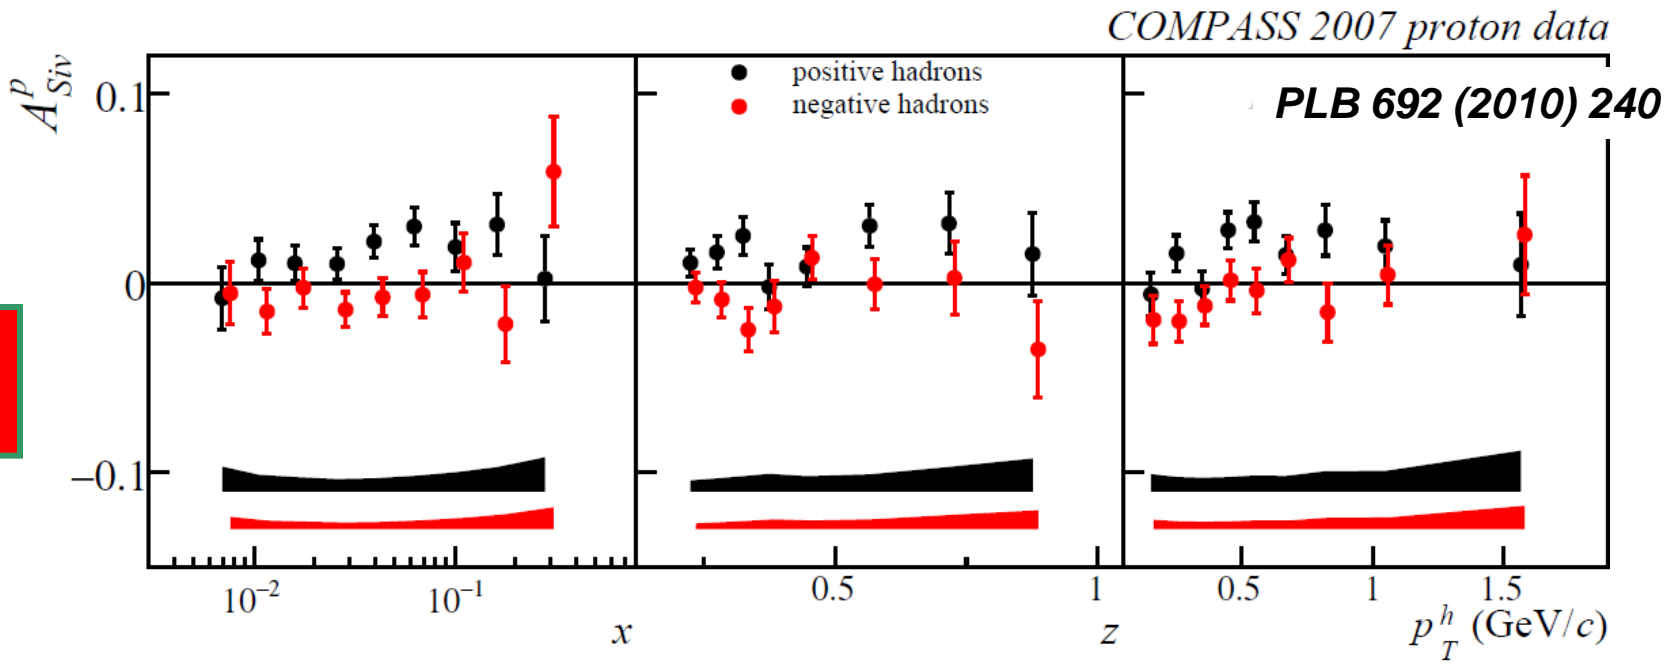 COMPASS 2007 proton data
A^p_Siv
positive hadrons
negative hadrons
PLB 692 (2010) 240
0.1
0
−0.1
10⁻² 10⁻¹ 0.5 1 0.5 1 1.5
x z p_T^h (GeV/c)